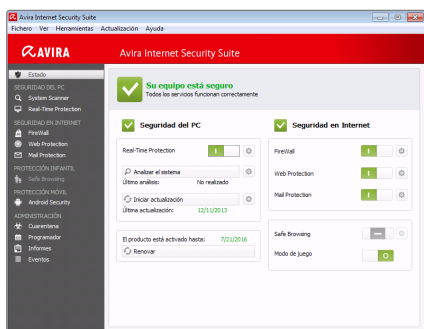 Avira Internet Security Suite
Fichero Ver Herramientas Actualización Ayuda
AVIRA Avira Internet Security Suite
Estado
SEGURIDAD DEL PC
System Scanner
Real-Time Protection
SEGURIDAD EN INTERNET
FireWall
Web Protection
Mail Protection
PROTECCIÓN INFANTIL
Safe Browsing
PROTECCIÓN MÓVIL
Android Security
ADMINISTRACIÓN
Cuarentena
Programador
Informes
Eventos
Su equipo está seguro
Todos los servicios funcionan correctamente
Seguridad del PC
Real-Time Protection
Analizar el sistema
Último análisis: No realizado
Iniciar actualización
Última actualización: 12/11/2013
El producto está activado hasta: 7/21/2016
Renovar
Seguridad en Internet
FireWall
Web Protection
Mail Protection
Safe Browsing
Modo de juego